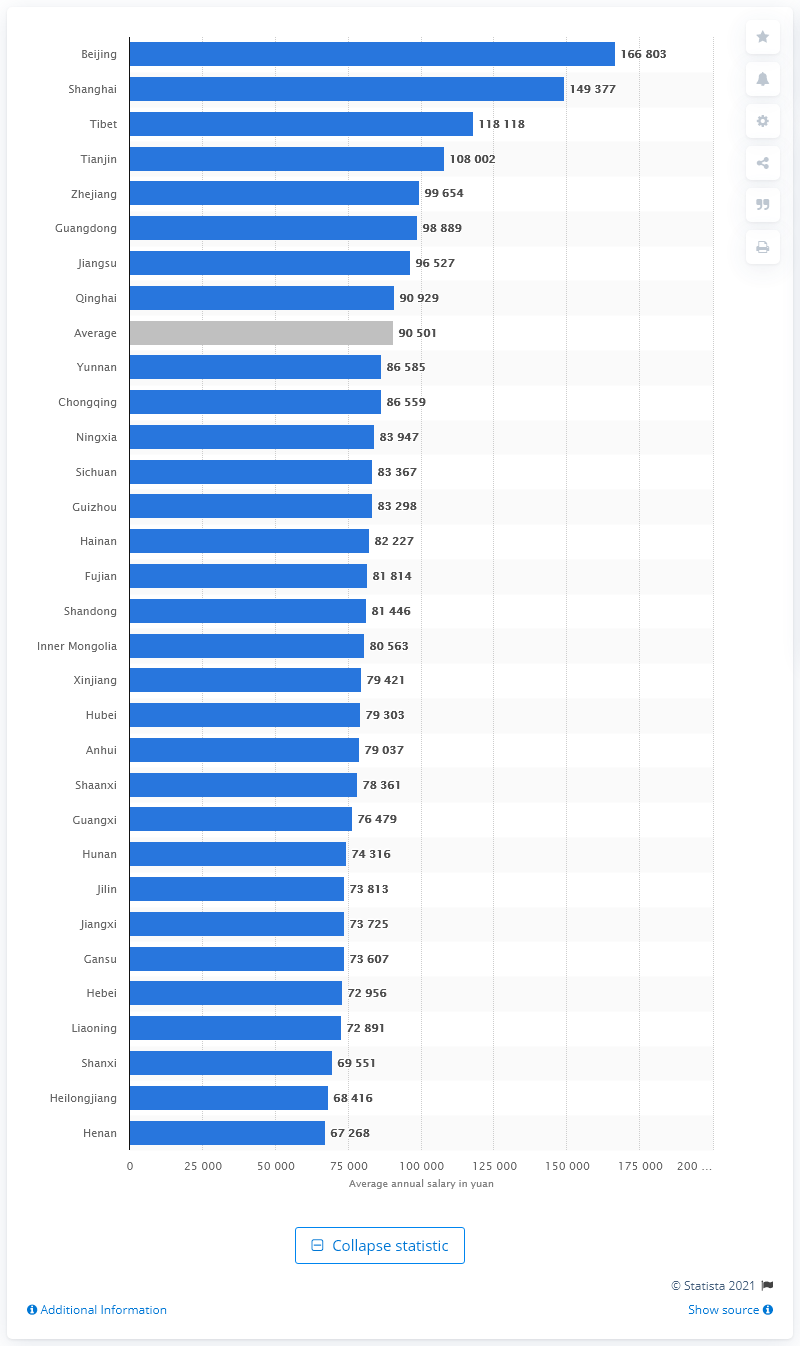 Beijing 166 803
Shanghai 149 377
Tibet 118 118
Tianjin 108 002
Zhejiang 99 654
Guangdong 98 889
Jiangsu 96 527
Qinghai 90 929
Average 90 501
Yunnan 86 585
Chongqing 86 559
Ningxia 83 947
Sichuan 83 367
Guizhou 83 298
Hainan 82 227
Fujian 81 814
Shandong 81 446
Inner Mongolia 80 563
Xinjiang 79 421
Hubei 79 303
Anhui 79 037
Shaanxi 78 361
Guangxi 76 479
Hunan 74 316
Jilin 73 813
Jiangxi 73 725
Gansu 73 607
Hebei 72 956
Liaoning 72 891
Shanxi 69 551
Heilongjiang 68 416
Henan 67 268
0 25 000 50 000 75 000 100 000 125 000 150 000 175 000 200 ...
Average annual salary in yuan
Collapse statistic
© Statista 2021
Additional Information Show source